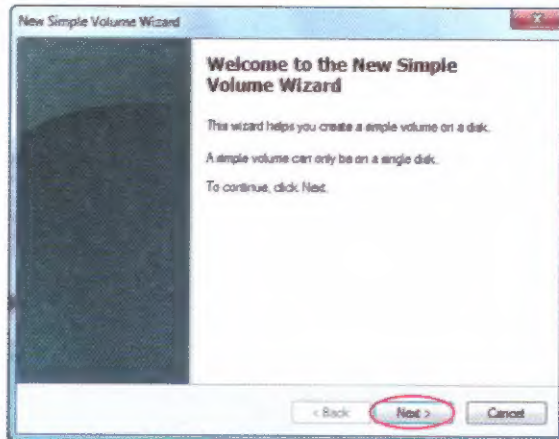 New Simple Volume Wizard
Welcome to the New Simple
Volume Wizard
This wizard helps you create a simple volume on a disk.
A simple volume can only be on a single disk.
To continue, click Next.
< Back
Next >
Cancel